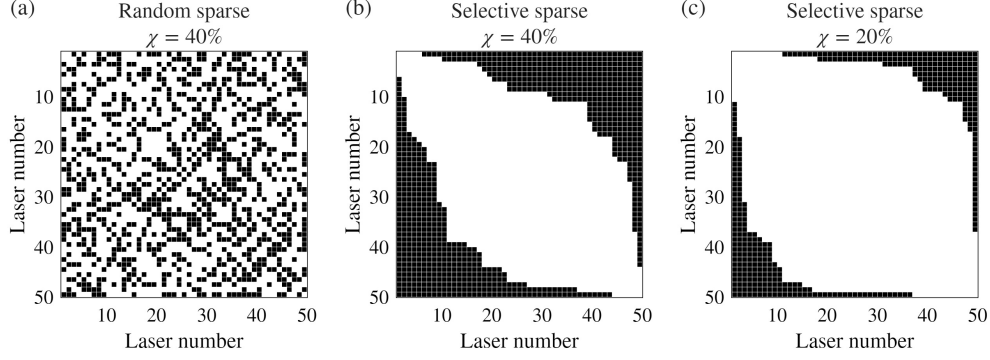 (a) Random sparse
χ = 40%
Laser number
10
20
30
40
50
10 20 30 40 50
Laser number
(b) Selective sparse
χ = 40%
Laser number
10
20
30
40
50
10 20 30 40 50
Laser number
(c) Selective sparse
χ = 20%
Laser number
10
20
30
40
50
10 20 30 40 50
Laser number